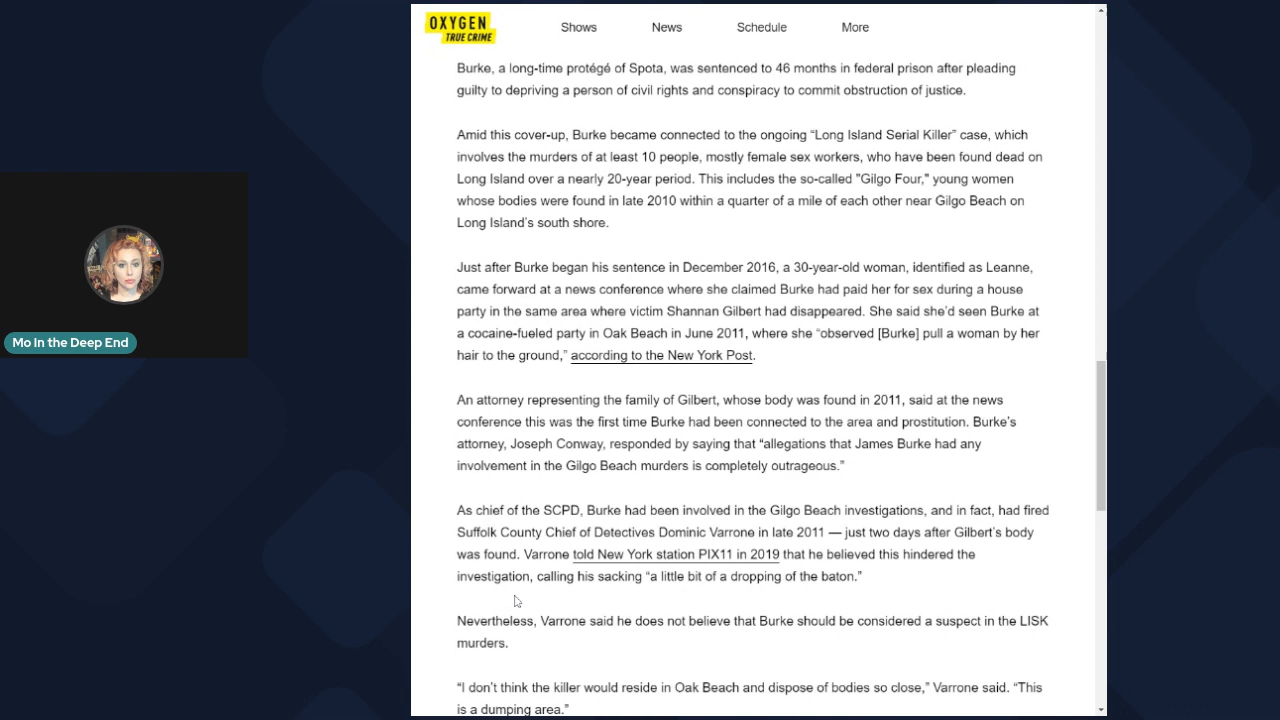 OXYGEN
TRUE CRIME
Shows
News
Schedule
More
Burke, a long-time protégé of Spota, was sentenced to 46 months in federal prison after pleading
guilty to depriving a person of civil rights and conspiracy to commit obstruction of justice.
Amid this cover-up, Burke became connected to the ongoing “Long Island Serial Killer” case, which
involves the murders of at least 10 people, mostly female sex workers, who have been found dead on
Long Island over a nearly 20-year period. This includes the so-called "Gilgo Four," young women
whose bodies were found in late 2010 within a quarter of a mile of each other near Gilgo Beach on
Long Island’s south shore.
Just after Burke began his sentence in December 2016, a 30-year-old woman, identified as Leanne,
came forward at a news conference where she claimed Burke had paid her for sex during a house
party in the same area where victim Shannan Gilbert had disappeared. She said she’d seen Burke at
a cocaine-fueled party in Oak Beach in June 2011, where she “observed [Burke] pull a woman by her
hair to the ground,” according to the New York Post.
An attorney representing the family of Gilbert, whose body was found in 2011, said at the news
conference this was the first time Burke had been connected to the area and prostitution. Burke’s
attorney, Joseph Conway, responded by saying that “allegations that James Burke had any
involvement in the Gilgo Beach murders is completely outrageous.”
As chief of the SCPD, Burke had been involved in the Gilgo Beach investigations, and in fact, had fired
Suffolk County Chief of Detectives Dominic Varrone in late 2011 — just two days after Gilbert’s body
was found. Varrone told New York station PIX11 in 2019 that he believed this hindered the
investigation, calling his sacking “a little bit of a dropping of the baton.”
Nevertheless, Varrone said he does not believe that Burke should be considered a suspect in the LISK
murders.
“I don’t think the killer would reside in Oak Beach and dispose of bodies so close,” Varrone said. “This
is a dumping area.”
Mo In the Deep End